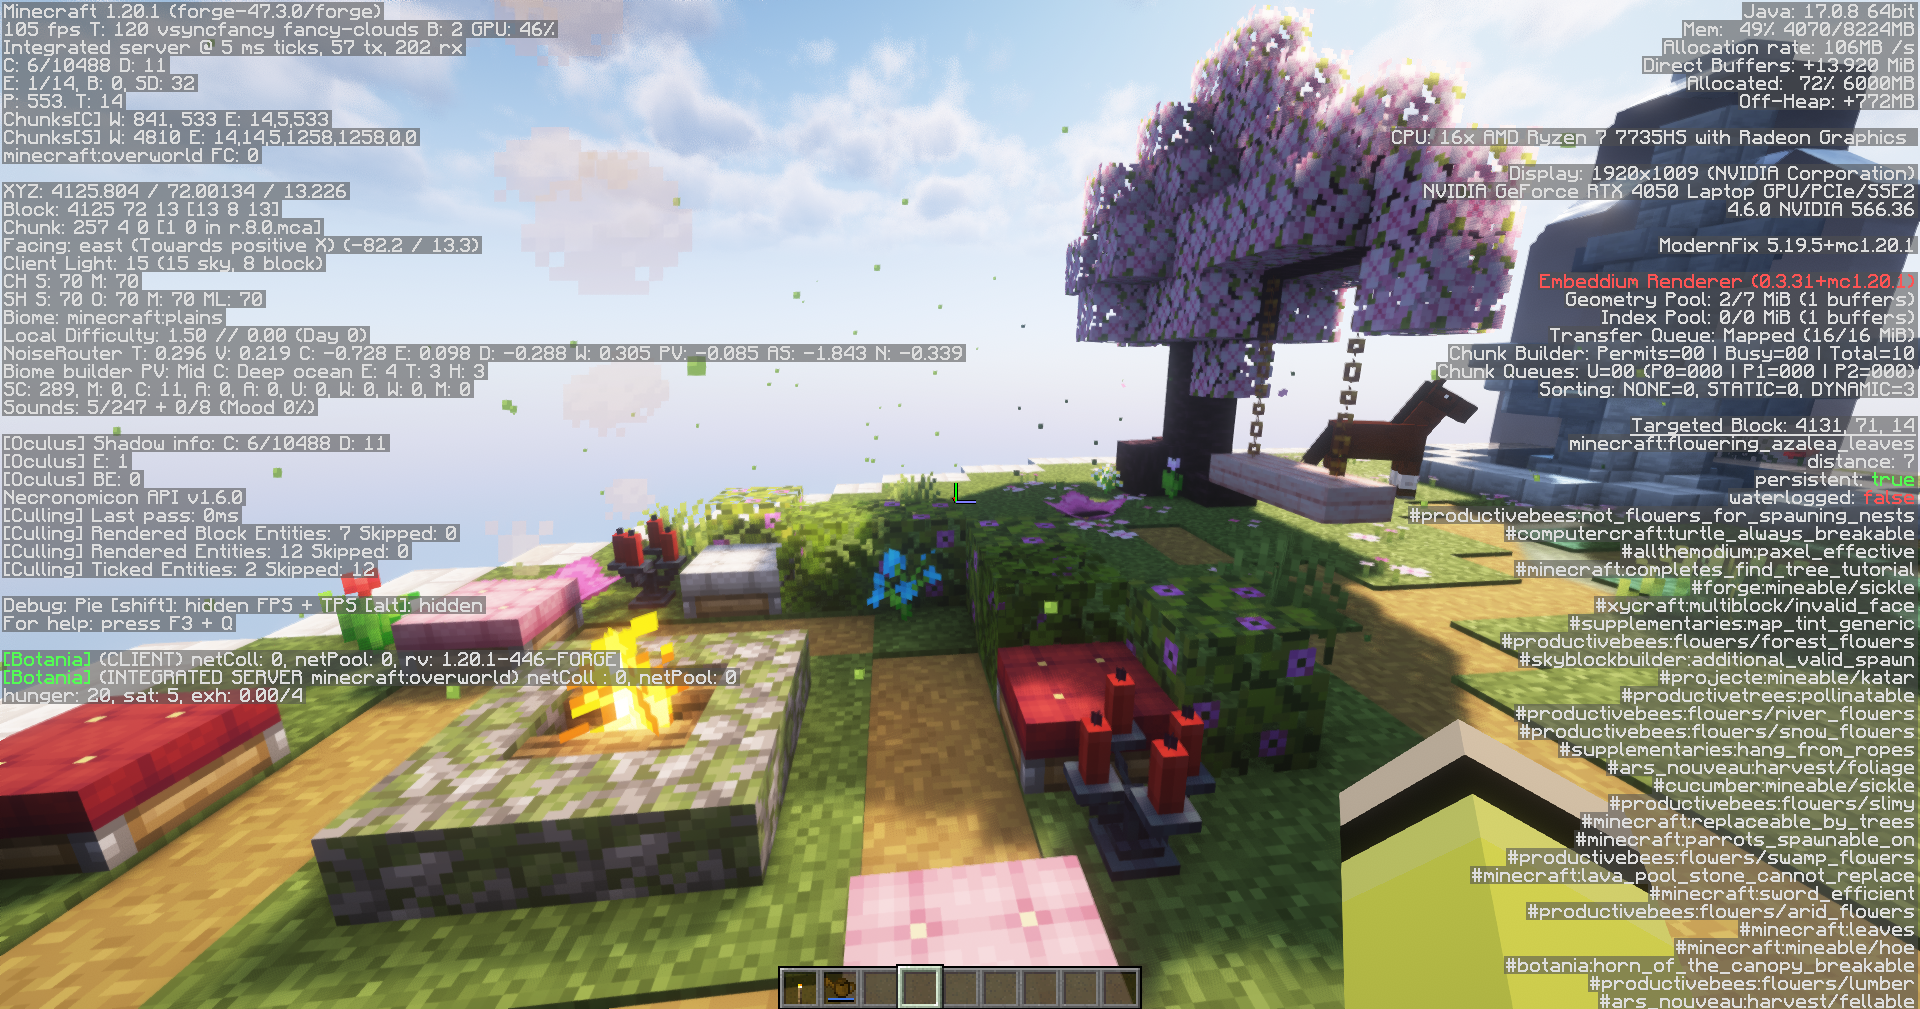 Minecraft 1.20.1 (forge-47.3.0/forge)
105 fps T: 120 vsyncfancy fancy-clouds B: 2 GPU: 46%
Integrated server @ 5 ms ticks, 57 tx, 202 rx
C: 6/10488 D: 11
E: 1/14, B: 0, SD: 32
P: 553. T: 14
Chunks[C] W: 841, 533 E: 14,5,533
Chunks[S] W: 4810 E: 14,14,5,1258,1258,0,0
minecraft:overworld FC: 0
XYZ: 4125.804 / 72.00134 / 13.226
Block: 4125 72 13 [13 8 13]
Chunk: 257 4 0 [1 0 in r.8.0.mca]
Facing: east (Towards positive X) (-82.2 / 13.3)
Client Light: 15 (15 sky, 8 block)
CH S: 70 M: 70
SH S: 70 O: 70 M: 70 ML: 70
Biome: minecraft:plains
Local Difficulty: 1.50 // 0.00 (Day 0)
NoiseRouter T: 0.296 V: 0.219 C: -0.728 E: 0.098 D: -0.288 W: 0.305 PV: -0.085 AS: -1.843 N: -0.339
Biome builder PV: Mid C: Deep ocean E: 4 T: 3 H: 3
SC: 289, M: 0, C: 11, A: 0, A: 0, U: 0, W: 0, W: 0, M: 0
Sounds: 5/247 + 0/8 (Mood 0%)
[Oculus] Shadow info: C: 6/10488 D: 11
[Oculus] E: 1
[Oculus] BE: 0
Necronomicon API v1.6.0
[Culling] Last pass: 0ms
[Culling] Rendered Block Entities: 7 Skipped: 0
[Culling] Rendered Entities: 12 Skipped: 0
[Culling] Ticked Entities: 2 Skipped: 12
Debug: Pie [shift]: hidden FPS + TPS [alt]: hidden
For help: press F3 + Q
[Botania] (CLIENT) netColl: 0, netPool: 0, rv: 1.20.1-446-FORGE
[Botania] (INTEGRATED SERVER minecraft:overworld) netColl : 0, netPool: 0
hunger: 20, sat: 5, exh: 0.00/4
Java: 17.0.8 64bit
Mem: 49% 4070/8224MB
Allocation rate: 106MB /s
Direct Buffers: +13.920 MiB
Allocated: 72% 6000MB
Off-Heap: +772MB
CPU: 16x AMD Ryzen 7 7735HS with Radeon Graphics
Display: 1920x1009 (NVIDIA Corporation)
NVIDIA GeForce RTX 4050 Laptop GPU/PCIe/SSE2
4.6.0 NVIDIA 566.36
ModernFix 5.19.5+mc1.20.1
Embeddium Renderer (0.3.31+mc1.20.1)
Geometry Pool: 2/7 MiB (1 buffers)
Index Pool: 0/0 MiB (1 buffers)
Transfer Queue: Mapped (16/16 MiB)
Chunk Builder: Permits=00 | Busy=00 | Total=10
Chunk Queues: U=00 (P0=000 | P1=000 | P2=000)
Sorting: NONE=0, STATIC=0, DYNAMIC=3
Targeted Block: 4131, 71, 14
minecraft:flowering_azalea_leaves
distance: 7
persistent: true
waterlogged: false
#productivebees:not_flowers_for_spawning_nests
#computercraft:turtle_always_breakable
#allthemodium:paxel_effective
#minecraft:completes_find_tree_tutorial
#forge:mineable/sickle
#xycraft:multiblock/invalid_face
#supplementaries:map_tint_generic
#productivebees:flowers/forest_flowers
#skyblockbuilder:additional_valid_spawn
#projecte:mineable/katar
#productivetrees:pollinatable
#productivebees:flowers/river_flowers
#productivebees:flowers/snow_flowers
#supplementaries:hang_from_ropes
#ars_nouveau:harvest/foliage
#cucumber:mineable/sickle
#productivebees:flowers/slimy
#minecraft:replaceable_by_trees
#minecraft:parrots_spawnable_on
#productivebees:flowers/swamp_flowers
#minecraft:lava_pool_stone_cannot_replace
#minecraft:sword_efficient
#productivebees:flowers/arid_flowers
#minecraft:leaves
#minecraft:mineable/hoe
#botania:horn_of_the_canopy_breakable
#productivebees:flowers/lumber
#ars_nouveau:harvest/fellable